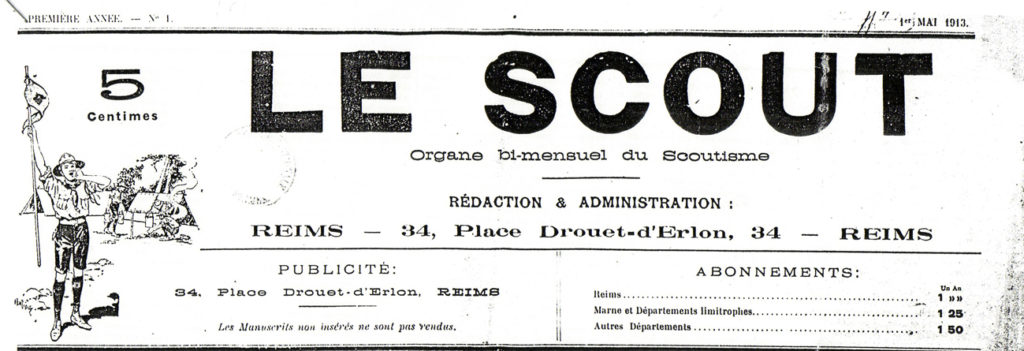 PREMIÈRE ANNÉE. — N° 1.
1er MAI 1913.
5
Centimes
LE SCOUT
Organe bi-mensuel du Scoutisme
RÉDACTION & ADMINISTRATION :
REIMS — 34, Place Drouet-d'Erlon, 34 — REIMS
PUBLICITÉ:
34, Place Drouet-d'Erlon, REIMS
Les Manuscrits non insérés ne sont pas rendus.
ABONNEMENTS:
Un An
Reims........ 1 »»
Marne et Départements limitrophes........ 1 25
Autres Départements........ 1 50